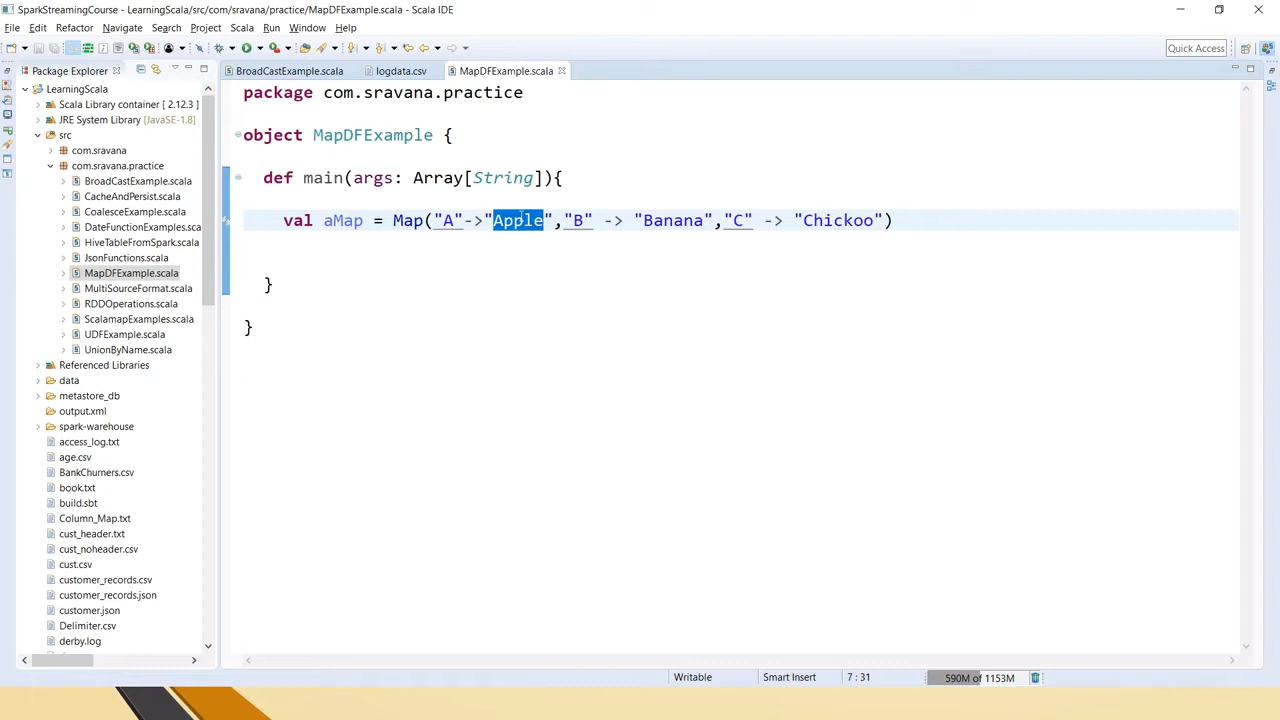 SparkStreamingCourse - LearningScala/src/com/sravana/practice/MapDFExample.scala - Scala IDE
File Edit Refactor Navigate Search Project Scala Run Window Help
Quick Access
Package Explorer
BroadCastExample.scala logdata.csv MapDFExample.scala
LearningScala
Scala Library container [ 2.12.3 ]
JRE System Library [JavaSE-1.8]
src
com.sravana
com.sravana.practice
BroadCastExample.scala
CacheAndPersist.scala
CoalesceExample.scala
DateFunctionExamples.sca
HiveTableFromSpark.scala
JsonFunctions.scala
MapDFExample.scala
MultiSourceFormat.scala
RDDOperations.scala
ScalamapExamples.scala
UDFExample.scala
UnionByName.scala
Referenced Libraries
data
metastore_db
output.xml
spark-warehouse
access_log.txt
age.csv
BankChurners.csv
book.txt
build.sbt
Column_Map.txt
cust_header.txt
cust_noheader.csv
cust.csv
customer_records.csv
customer_records.json
customer.json
Delimiter.csv
derby.log
package com.sravana.practice
object MapDFExample {
def main(args: Array[String]){
val aMap = Map("A"->"Apple","B" -> "Banana","C" -> "Chickoo")
}
}
Writable Smart Insert 7 : 31 590M of 1153M